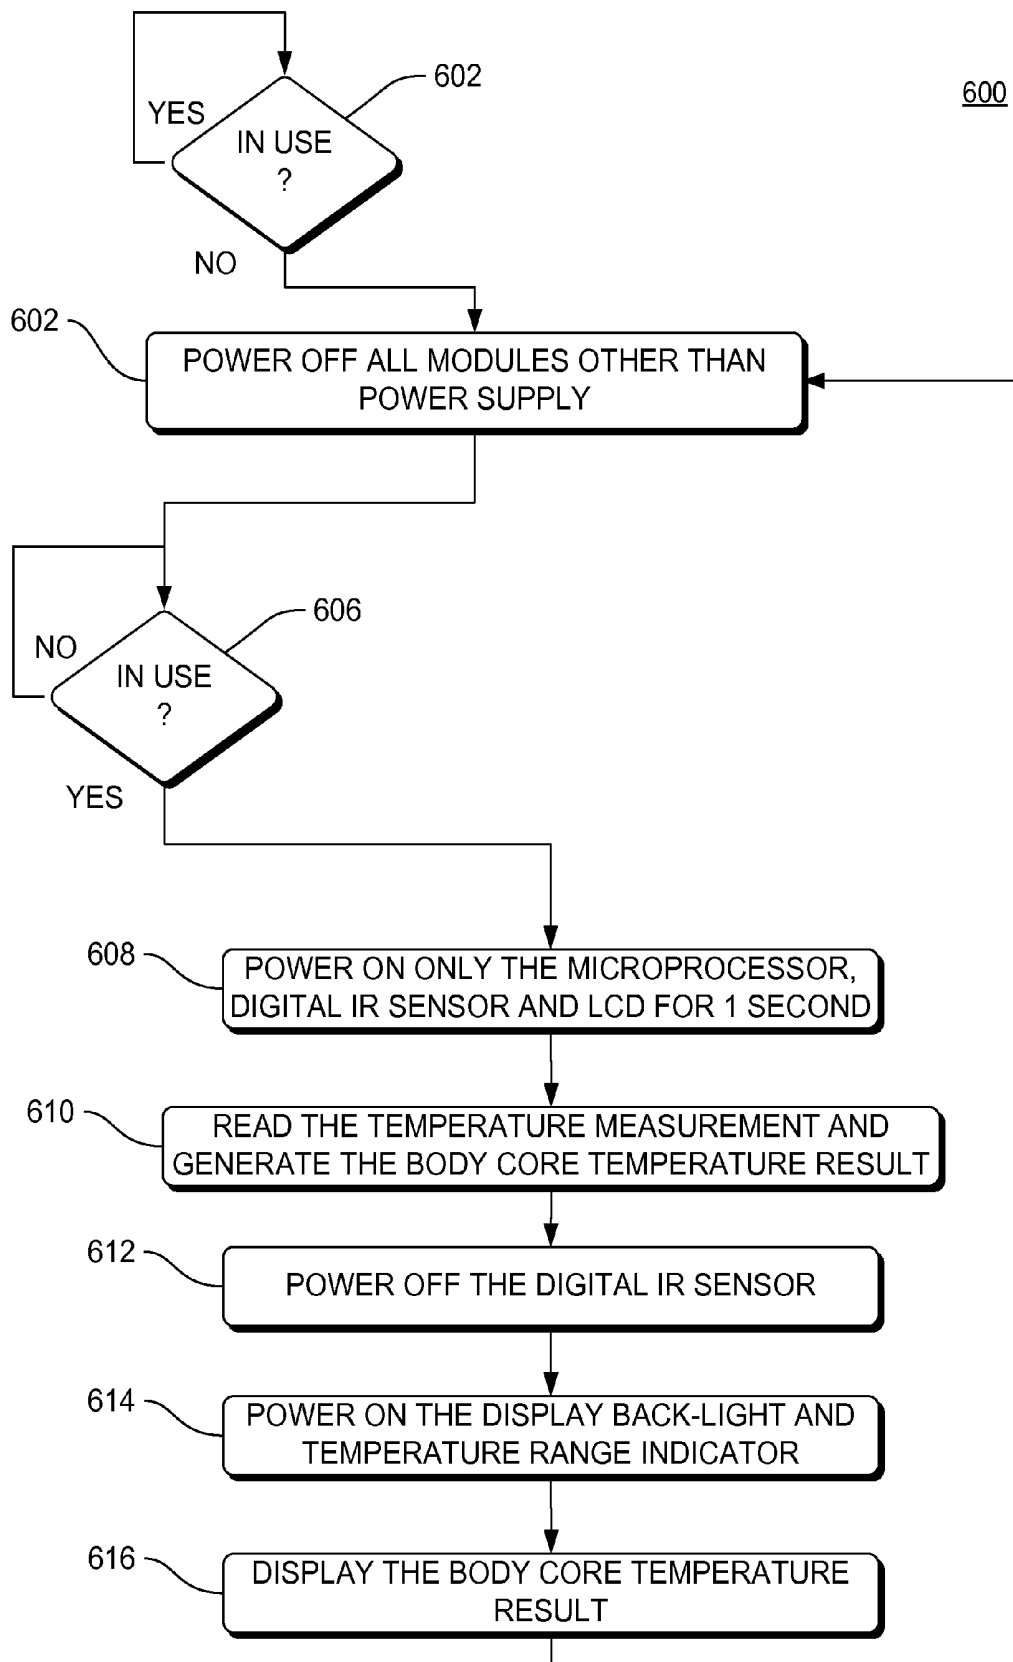 602
600
YES
IN USE
?
NO
602
POWER OFF ALL MODULES OTHER THAN
POWER SUPPLY
606
NO
IN USE
?
YES
608
POWER ON ONLY THE MICROPROCESSOR,
DIGITAL IR SENSOR AND LCD FOR 1 SECOND
610
READ THE TEMPERATURE MEASUREMENT AND
GENERATE THE BODY CORE TEMPERATURE RESULT
612
POWER OFF THE DIGITAL IR SENSOR
614
POWER ON THE DISPLAY BACK-LIGHT AND
TEMPERATURE RANGE INDICATOR
616
DISPLAY THE BODY CORE TEMPERATURE
RESULT